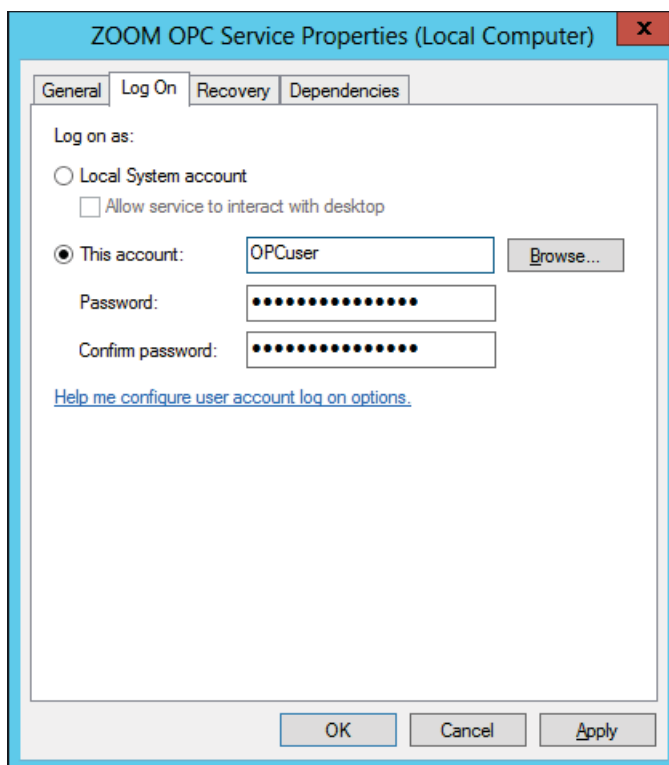 ZOOM OPC Service Properties (Local Computer)
x
General Log On Recovery Dependencies
Log on as:
Local System account
Allow service to interact with desktop
This account: OPCuser Browse...
Password: •••••••••••••••
Confirm password: •••••••••••••••
Help me configure user account log on options.
OK Cancel Apply